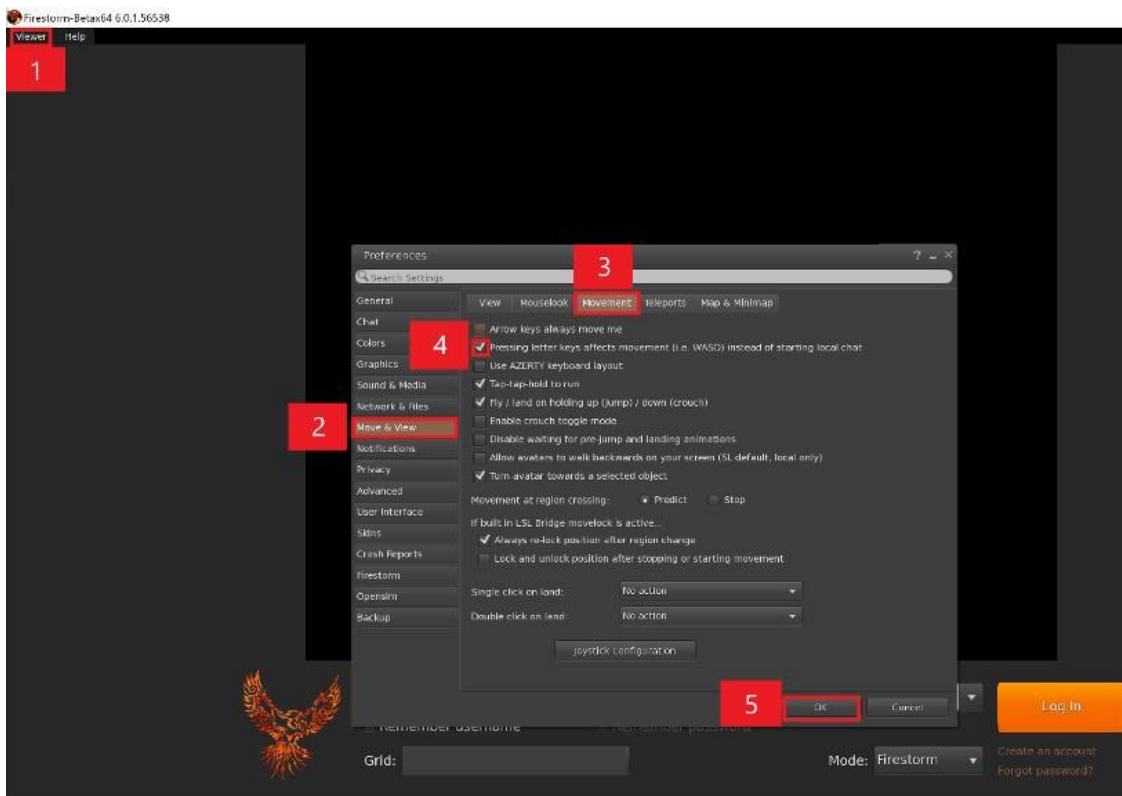 Firestorm-Betax64 6.0.1.56538
Viewer Help
1
Preferences ? _ ×
3
Search Settings
General
Chat
Colors
Graphics
Sound & Media
Network & Files
Move & View
Notifications
Privacy
Advanced
User Interface
Skins
Crash Reports
Firestorm
Opensim
Backup
2
View Mouselook Movement Teleports Map & Minimap
4
Arrow keys always move me
Pressing letter keys affects movement (i.e. WASD) instead of starting local chat
Use AZERTY keyboard layout
Tap-tap-hold to run
Fly / land on holding up (jump) / down (crouch)
Enable crouch toggle mode
Disable waiting for pre-jump and landing animations
Allow avatars to walk backwards on your screen (SL default, local only)
Turn avatar towards a selected object
Movement at region crossing: Predict Stop
If built in LSL Bridge movelock is active...
Always re-lock position after region change
Lock and unlock position after stopping or starting movement
Single click on land: No action
Double click on land: No action
Joystick Configuration
5
OK Cancel
Remember username Remember password
Log In
Grid: Mode: Firestorm
Create an account
Forgot password?